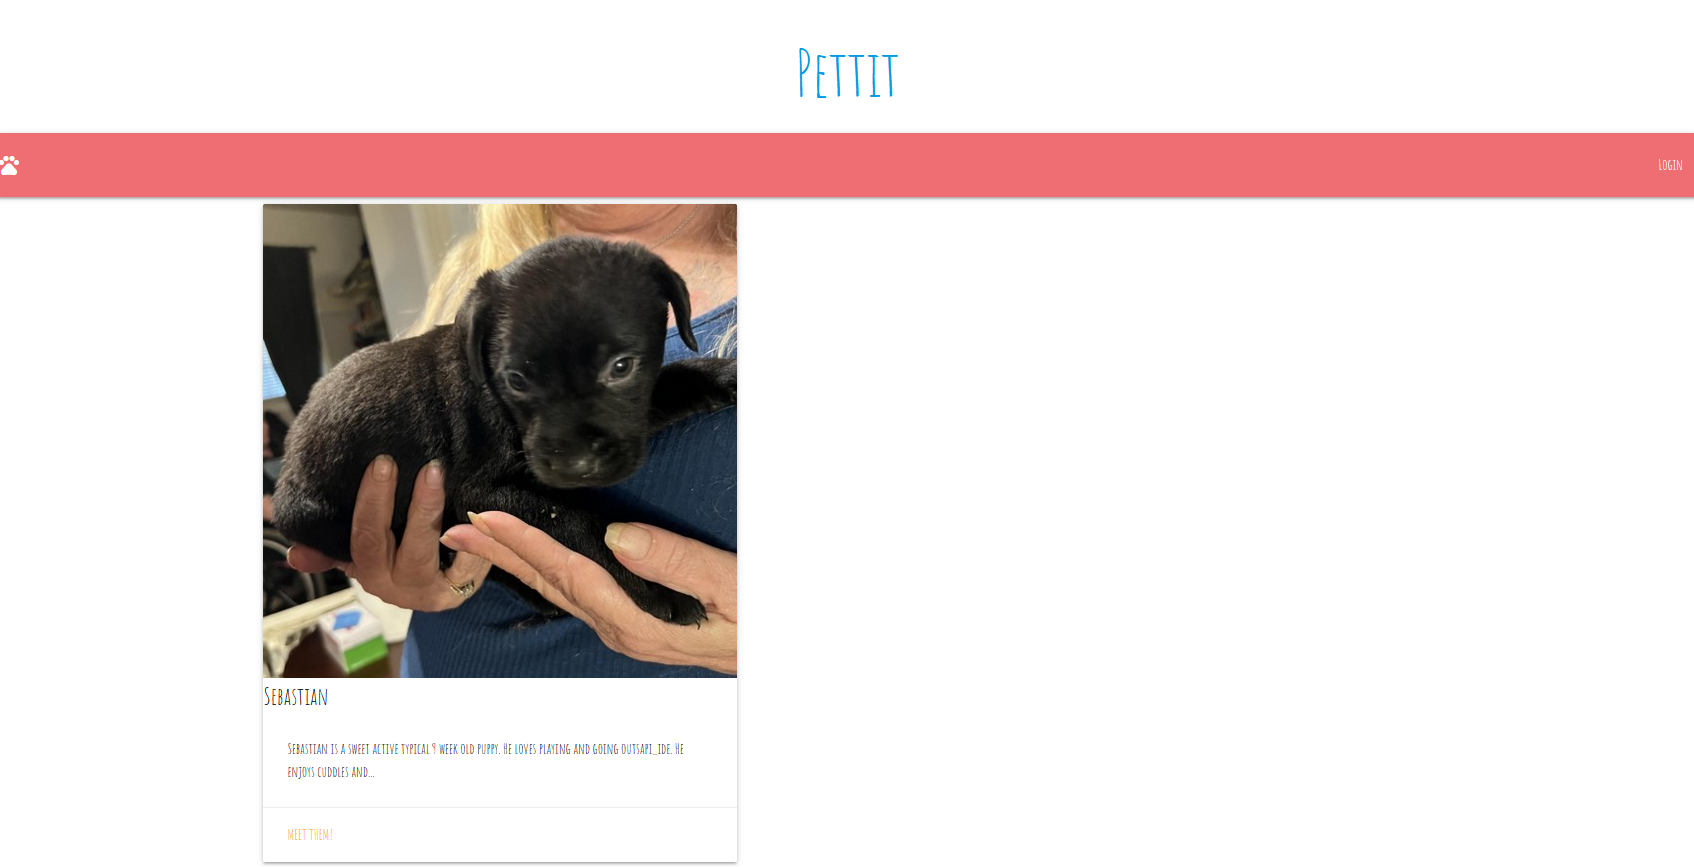 Pettit
Login
Sebastian
Sebastian is a sweet active typical 9 week old puppy. He loves playing and going outsapi_ide. He
enjoys cuddles and...
MEET THEM!